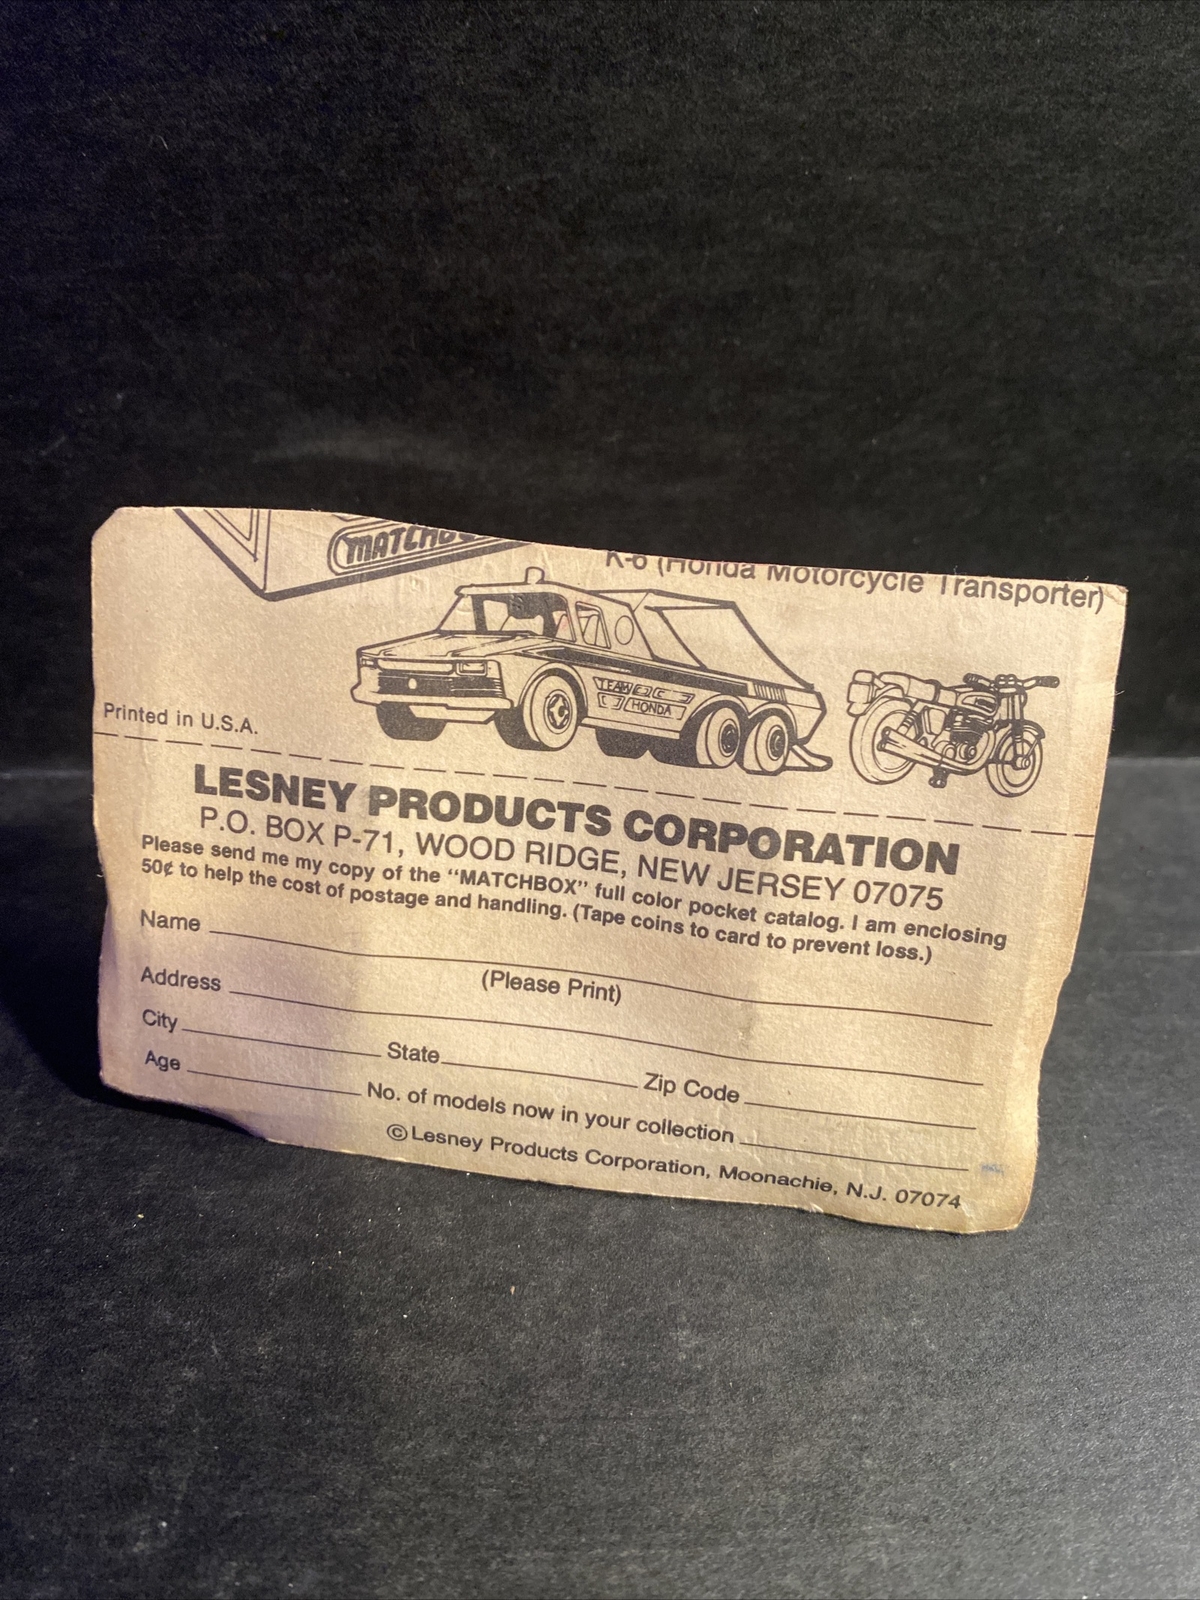 MATCHBOX
K-6 (Honda Motorcycle Transporter)
TEAM
HONDA
Printed in U.S.A.
LESNEY PRODUCTS CORPORATION
P.O. BOX P-71, WOOD RIDGE, NEW JERSEY 07075
Please send me my copy of the “MATCHBOX” full color pocket catalog. I am enclosing
50¢ to help the cost of postage and handling. (Tape coins to card to prevent loss.)
Name
(Please Print)
Address
City State Zip Code
Age No. of models now in your collection
© Lesney Products Corporation, Moonachie, N.J. 07074